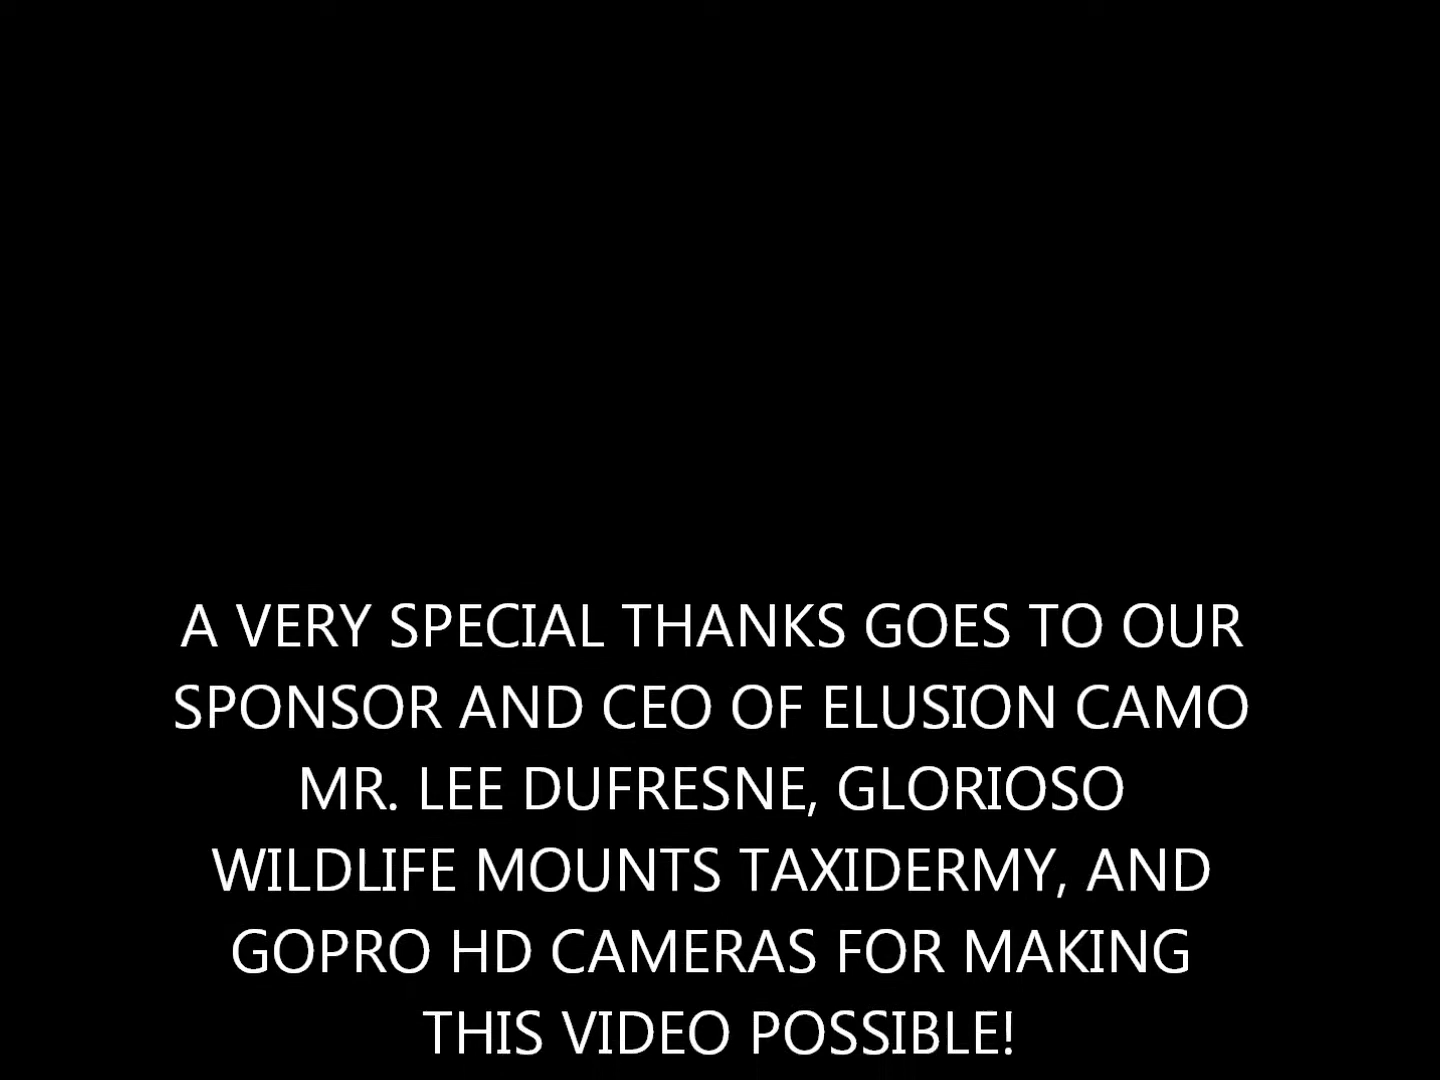 A VERY SPECIAL THANKS GOES TO OUR
SPONSOR AND CEO OF ELUSION CAMO
MR. LEE DUFRESNE, GLORIOSO
WILDLIFE MOUNTS TAXIDERMY, AND
GOPRO HD CAMERAS FOR MAKING
THIS VIDEO POSSIBLE!